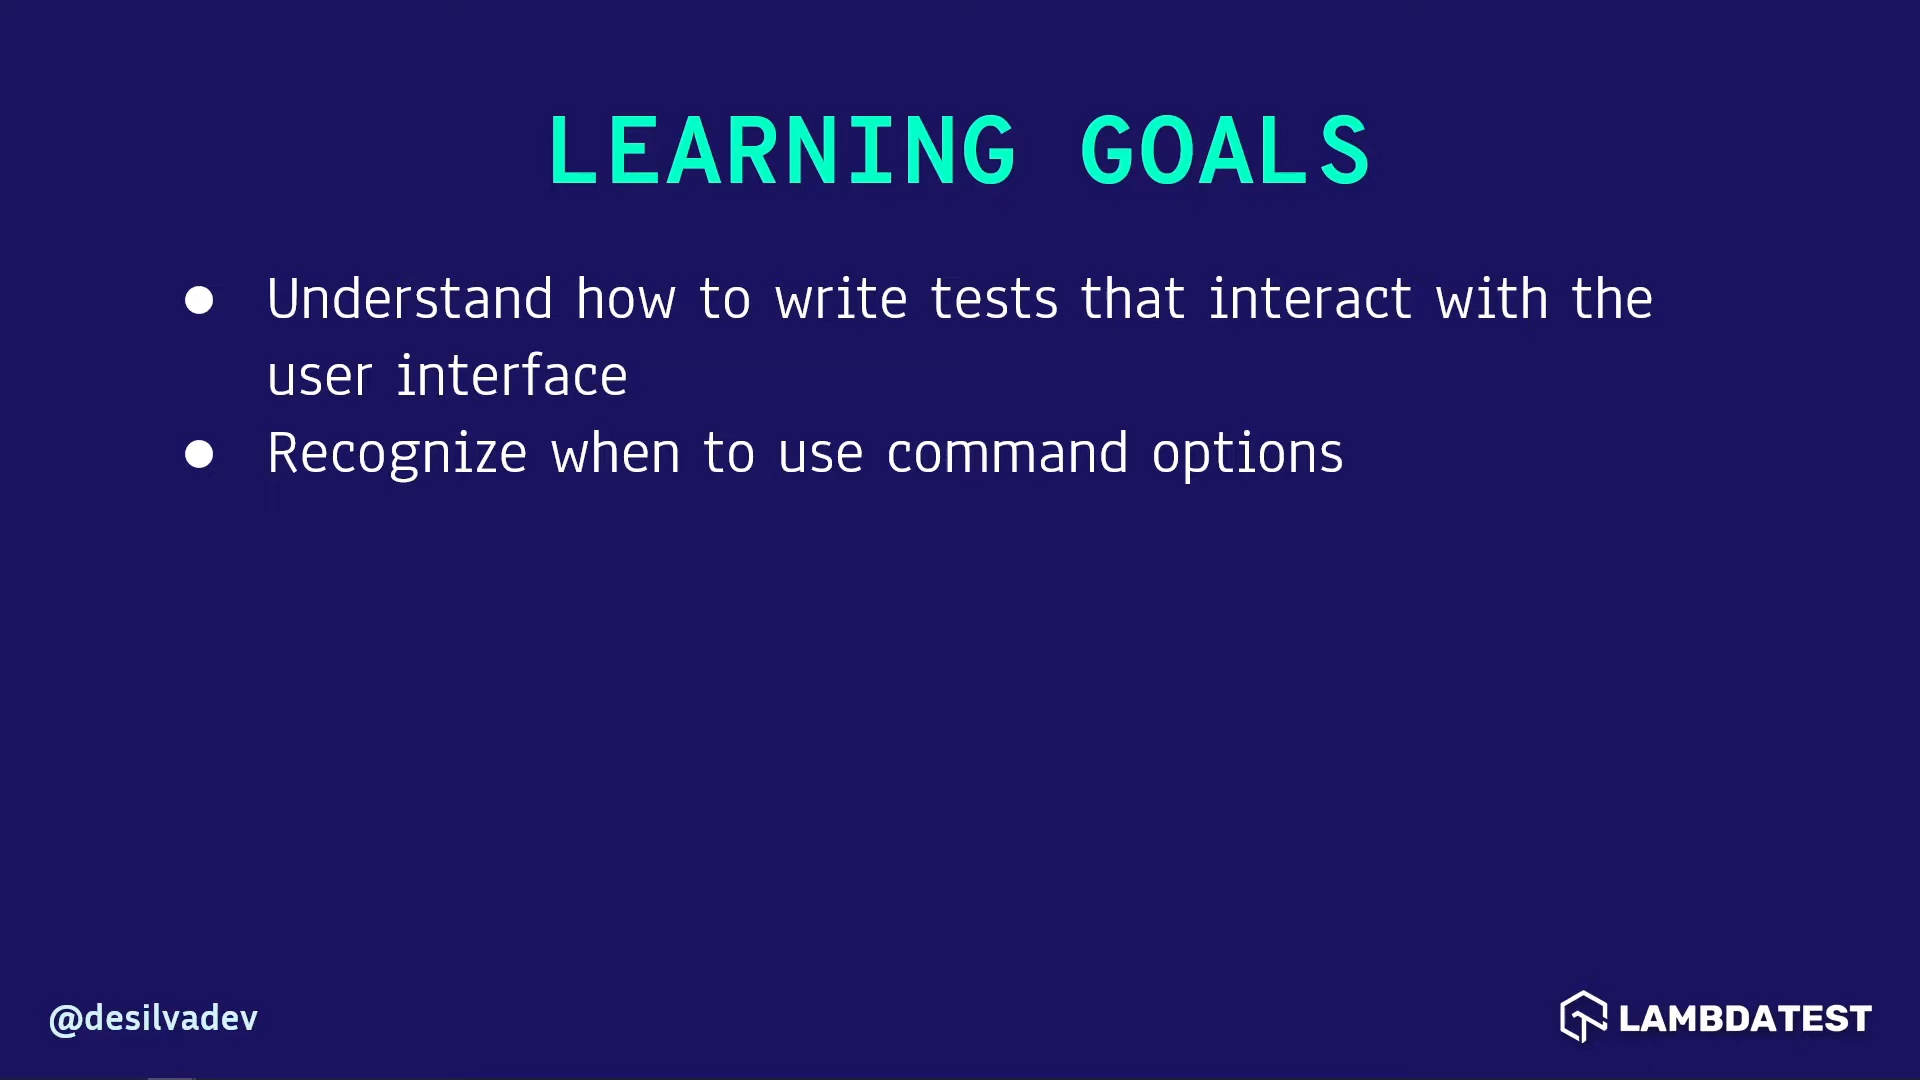 LEARNING GOALS
● Understand how to write tests that interact with the
user interface
● Recognize when to use command options
@desilvadev
LAMBDATEST